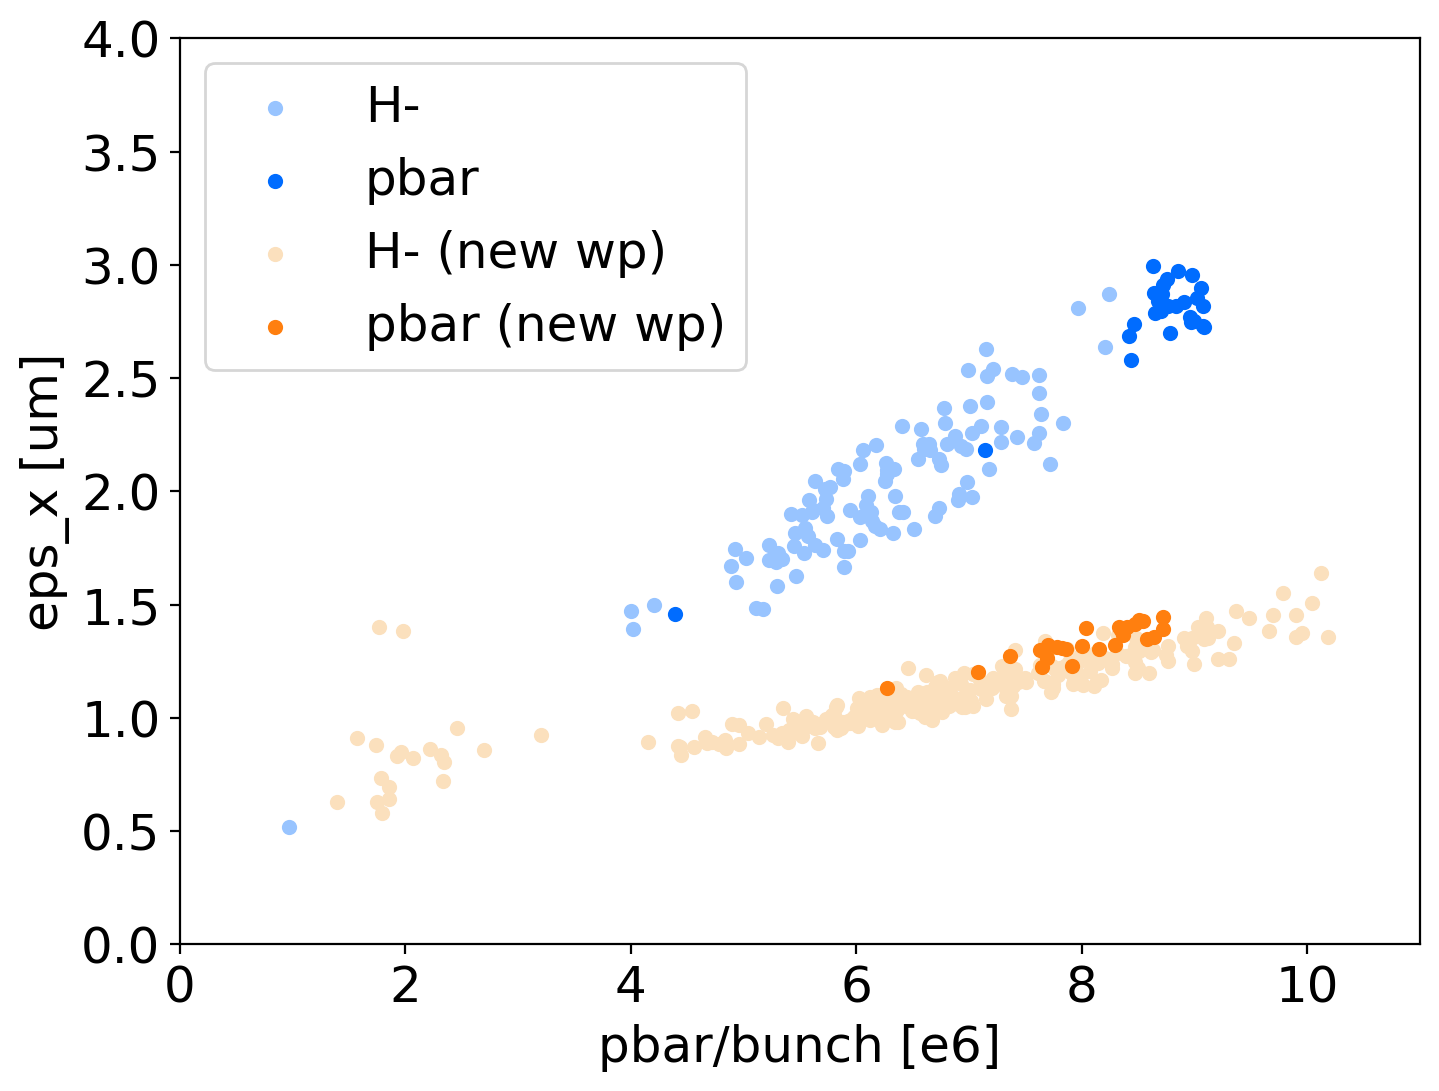 4.0
3.5
3.0
2.5
2.0
1.5
1.0
0.5
0.0
eps_x [um]
H-
pbar
H- (new wp)
pbar (new wp)
0 2 4 6 8 10
pbar/bunch [e6]